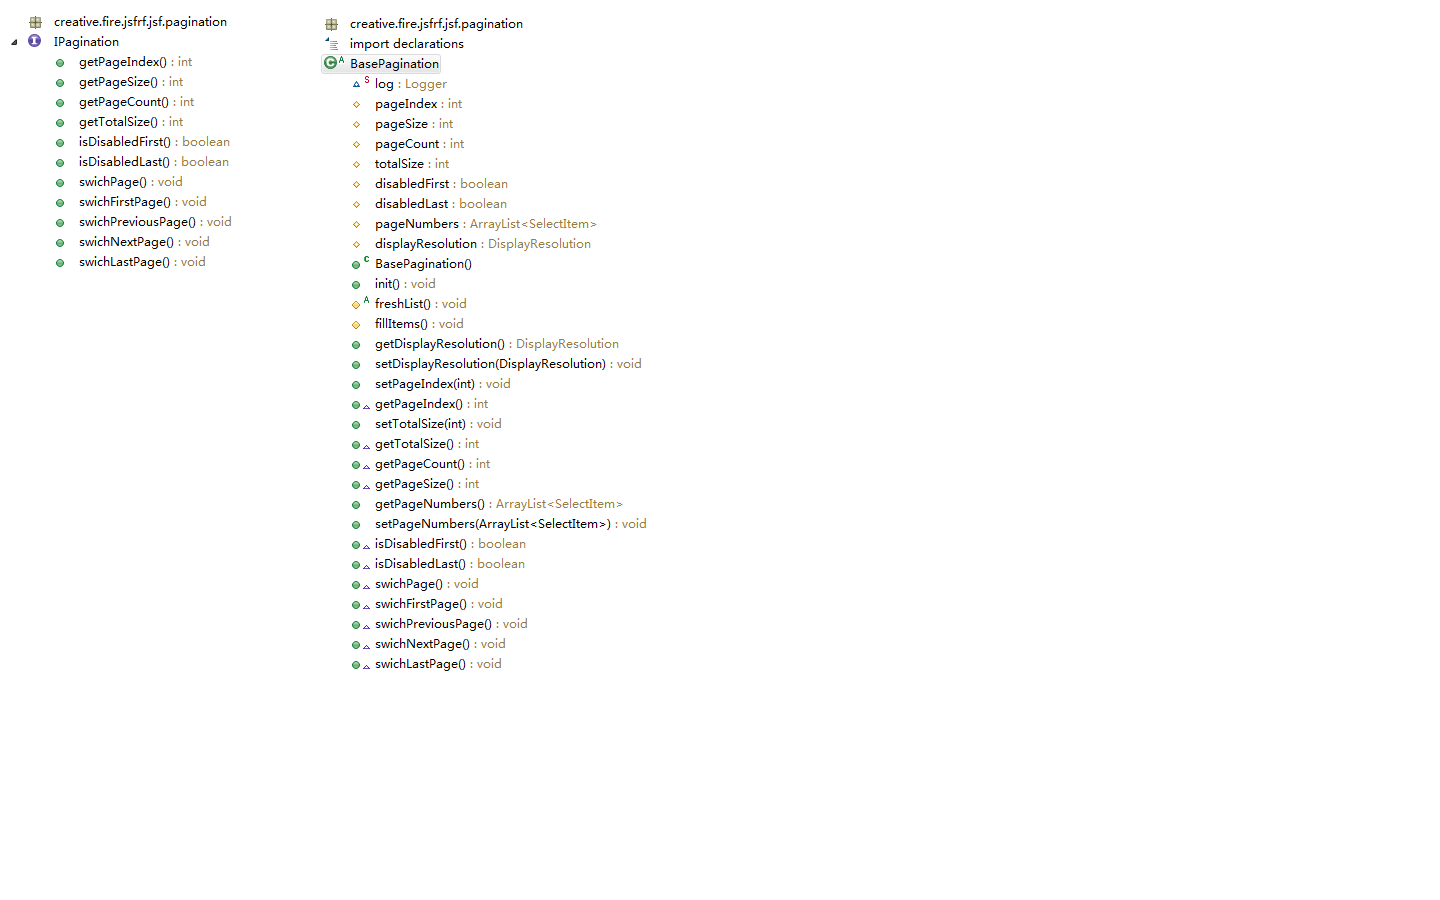 creative.fire.jsfrf.jsf.pagination
IPagination
getPageIndex() : int
getPageSize() : int
getPageCount() : int
getTotalSize() : int
isDisabledFirst() : boolean
isDisabledLast() : boolean
swichPage() : void
swichFirstPage() : void
swichPreviousPage() : void
swichNextPage() : void
swichLastPage() : void
creative.fire.jsfrf.jsf.pagination
import declarations
BasePagination
log : Logger
pageIndex : int
pageSize : int
pageCount : int
totalSize : int
disabledFirst : boolean
disabledLast : boolean
pageNumbers : ArrayList<SelectItem>
displayResolution : DisplayResolution
BasePagination()
init() : void
freshList() : void
fillItems() : void
getDisplayResolution() : DisplayResolution
setDisplayResolution(DisplayResolution) : void
setPageIndex(int) : void
getPageIndex() : int
setTotalSize(int) : void
getTotalSize() : int
getPageCount() : int
getPageSize() : int
getPageNumbers() : ArrayList<SelectItem>
setPageNumbers(ArrayList<SelectItem>) : void
isDisabledFirst() : boolean
isDisabledLast() : boolean
swichPage() : void
swichFirstPage() : void
swichPreviousPage() : void
swichNextPage() : void
swichLastPage() : void